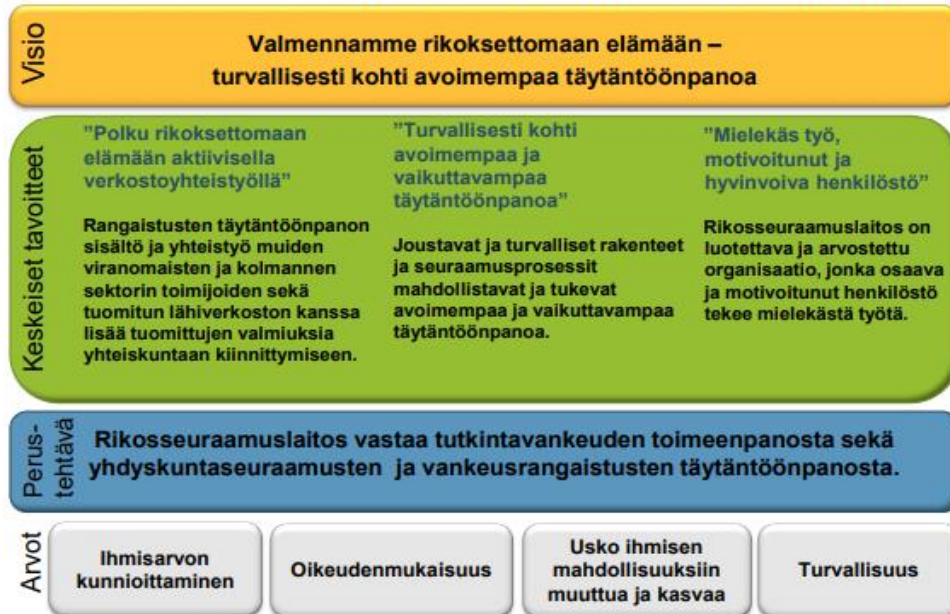 Visio
Valmennamme rikoksettomaan elämään –
turvallisesti kohti avoimempaa täytäntöönpanoa
Keskeiset tavoitteet
”Polku rikoksettomaan
elämään aktiivisella
verkostoyhteistyöllä”
Rangaistusten täytäntöönpanon
sisältö ja yhteistyö muiden
viranomaisten ja kolmannen
sektorin toimijoiden sekä
tuomitun lähiverkoston kanssa
lisää tuomittujen valmiuksia
yhteiskuntaan kiinnittymiseen.
”Turvallisesti kohti
avoimempaa ja
vaikuttavampaa
täytäntöönpanoa”
Joustavat ja turvalliset rakenteet
ja seuraamusprosessit
mahdollistavat ja tukevat
avoimempaa ja vaikuttavampaa
täytäntöönpanoa.
”Mielekäs työ,
motivoitunut ja
hyvinvoiva henkilöstö”
Rikosseuraamuslaitos on
luotettava ja arvostettu
organisaatio, jonka osaava
ja motivoitunut henkilöstö
tekee mielekästä työtä.
Perus-
tehtävä
Rikosseuraamuslaitos vastaa tutkintavankeuden toimeenpanosta sekä
yhdyskuntaseuraamusten ja vankeusrangaistusten täytäntöönpanosta.
Arvot
Ihmisarvon
kunnioittaminen
Oikeudenmukaisuus
Usko ihmisen
mahdollisuuksiin
muuttua ja kasvaa
Turvallisuus